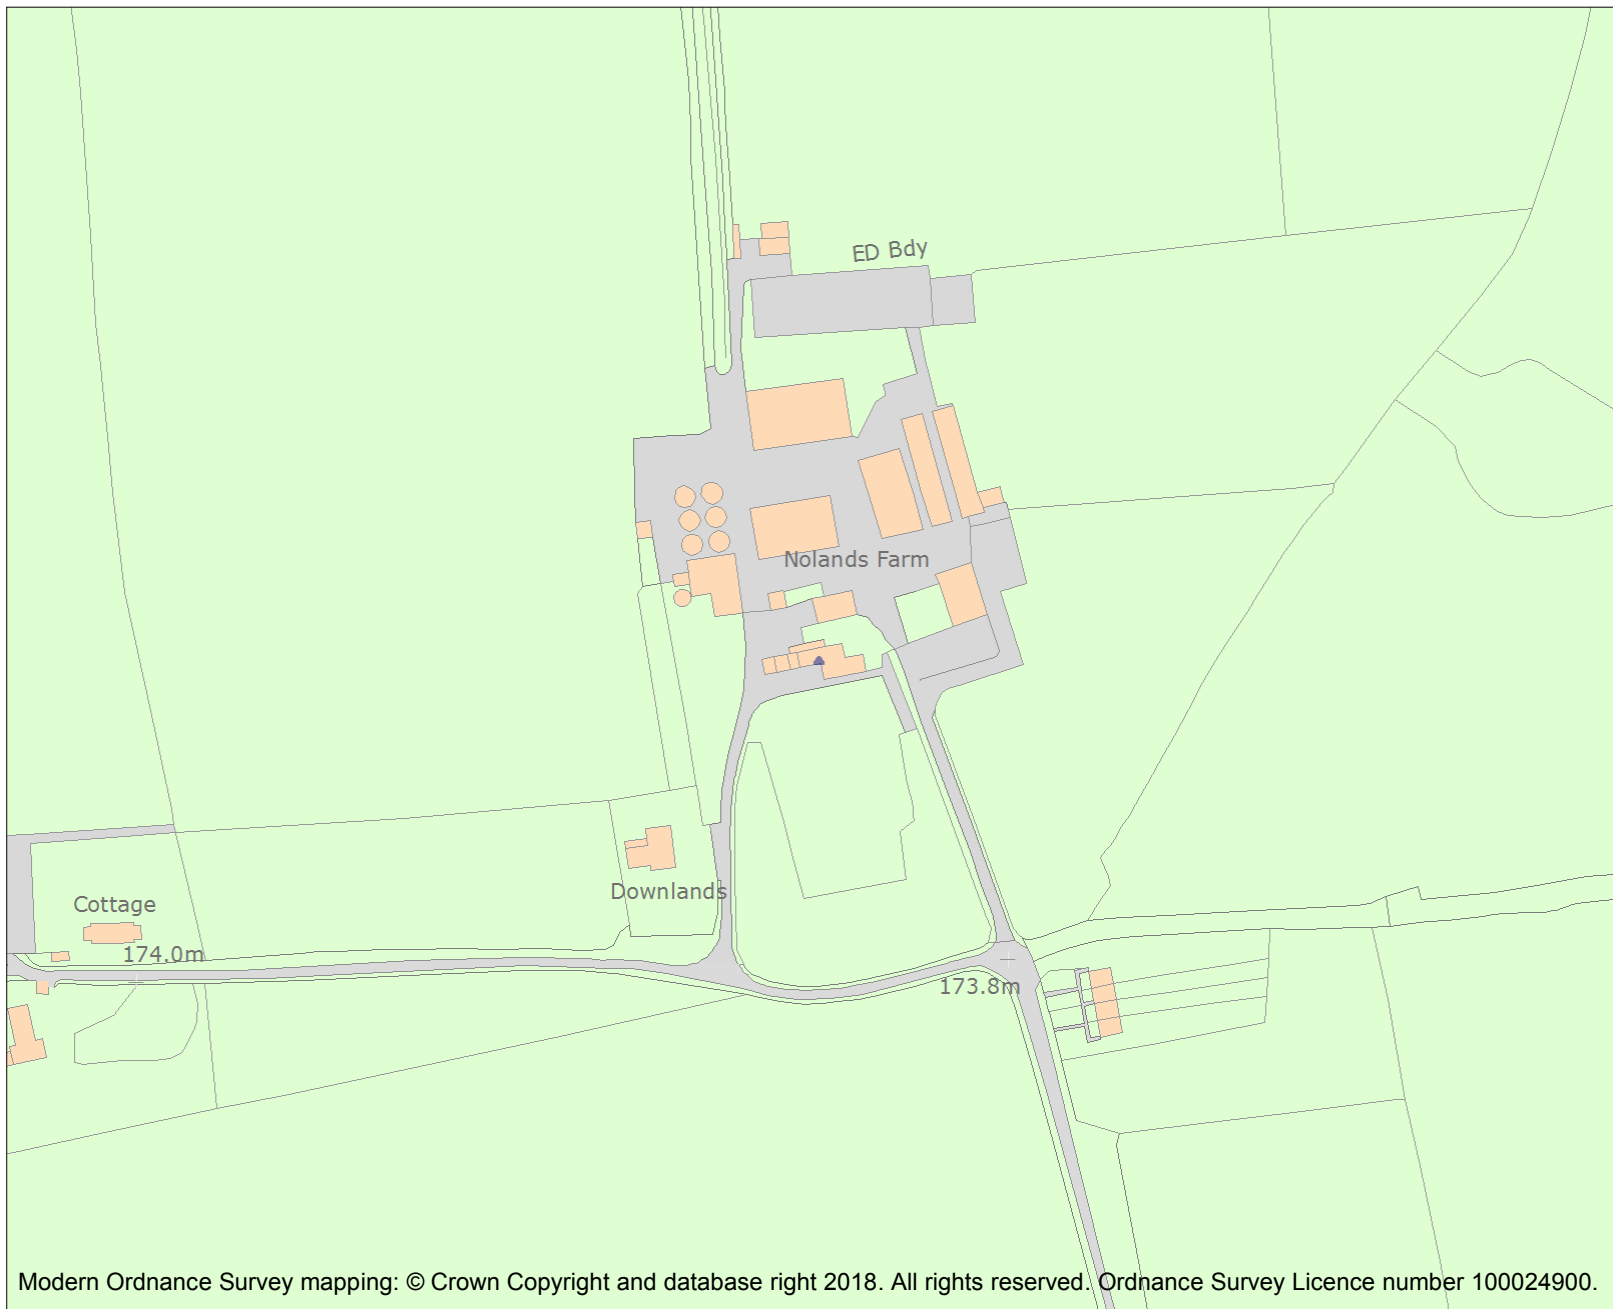 ED Bdy
Nolands Farm
Downlands
Cottage
174.0m
173.8m
Modern Ordnance Survey mapping: © Crown Copyright and database right 2018. All rights reserved. Ordnance Survey Licence number 100024900.